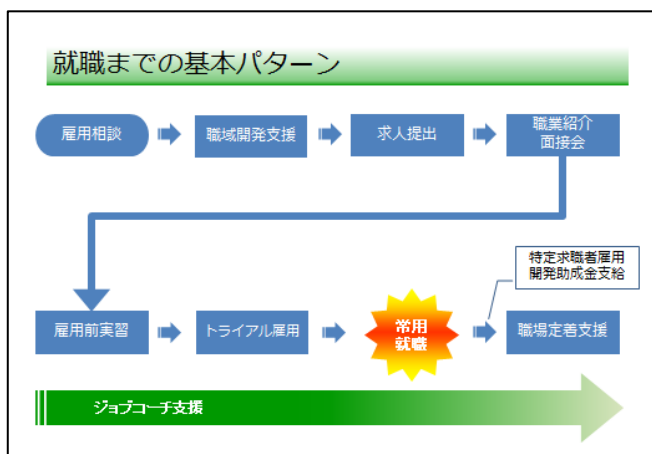 就職までの基本パターン
雇用相談
職域開発支援
求人提出
職業紹介
面接会
特定求職者雇用
開発助成金支給
雇用前実習
トライアル雇用
常用
就職
職場定着支援
ジョブコーチ支援